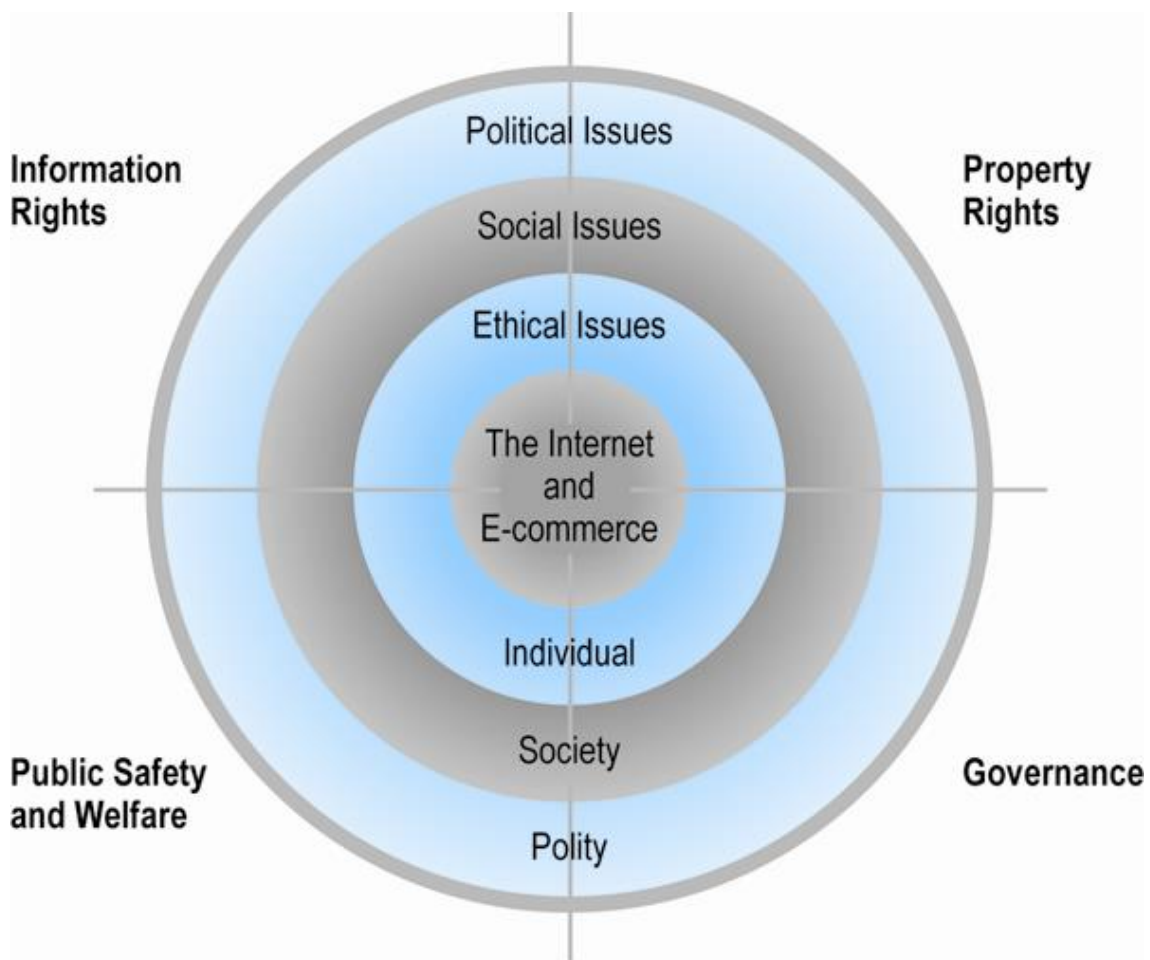 Political Issues
Information
Rights
Property
Rights
Social Issues
Ethical Issues
The Internet
and
E-commerce
Individual
Society
Public Safety
and Welfare
Governance
Polity